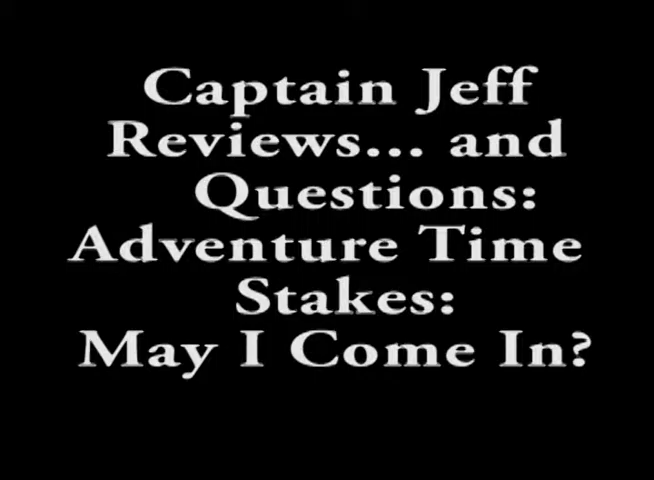 Captain Jeff
Reviews... and
Questions:
Adventure Time
Stakes:
May I Come In?